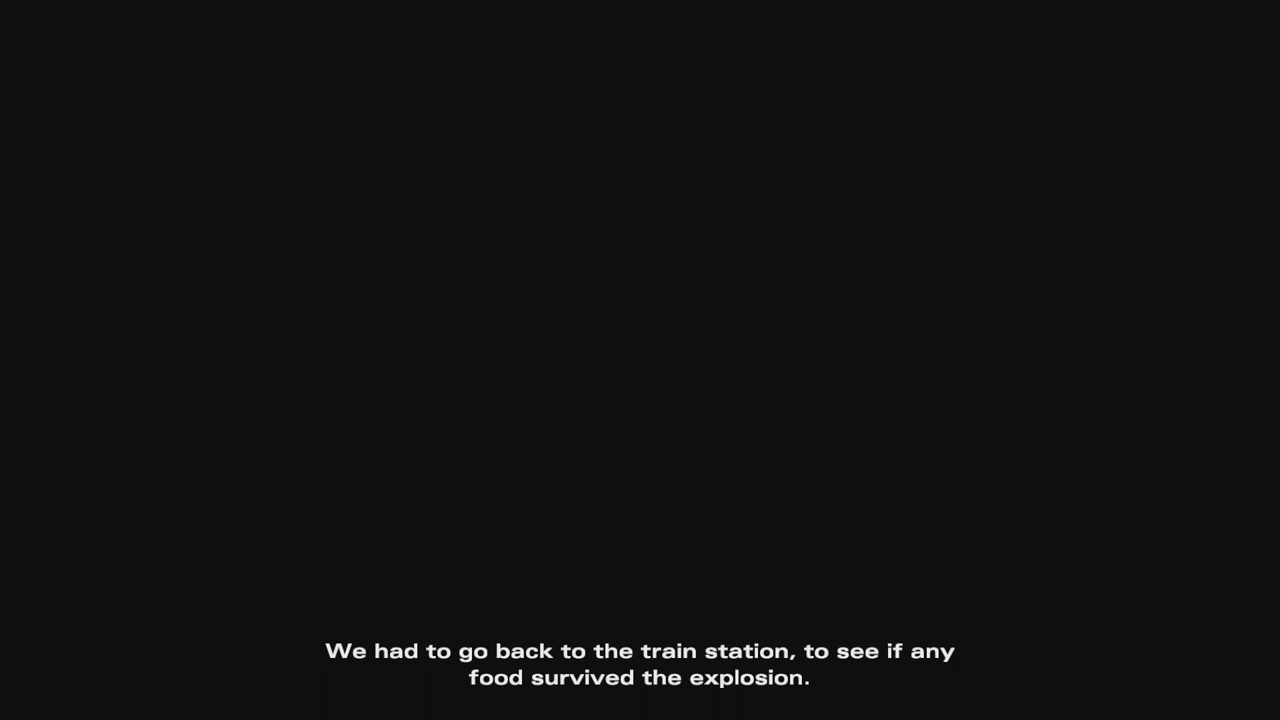 We had to go back to the train station, to see if any
food survived the explosion.